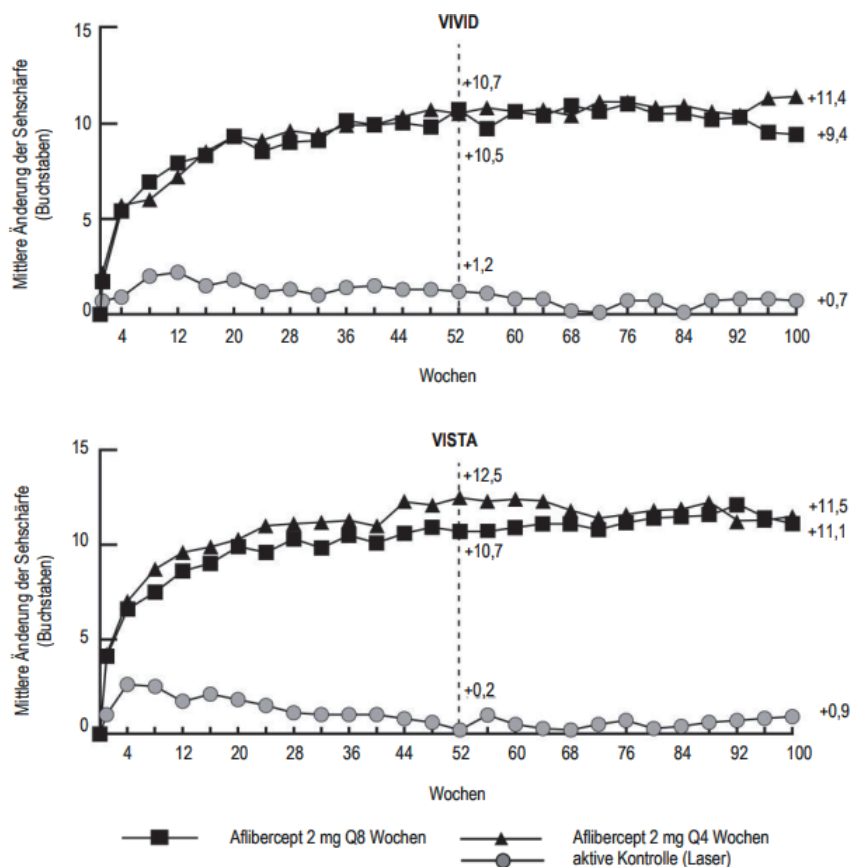 VIVID
Mittlere Änderung der Sehschärfe
(Buchstaben)
15
10
5
0
+10,7
+10,5
+1,2
+11,4
+9,4
+0,7
4 12 20 28 36 44 52 60 68 76 84 92 100
Wochen
VISTA
Mittlere Änderung der Sehschärfe
(Buchstaben)
15
10
5
0
+12,5
+10,7
+0,2
+11,5
+11,1
+0,9
4 12 20 28 36 44 52 60 68 76 84 92 100
Wochen
Aflibercept 2 mg Q8 Wochen
Aflibercept 2 mg Q4 Wochen
aktive Kontrolle (Laser)